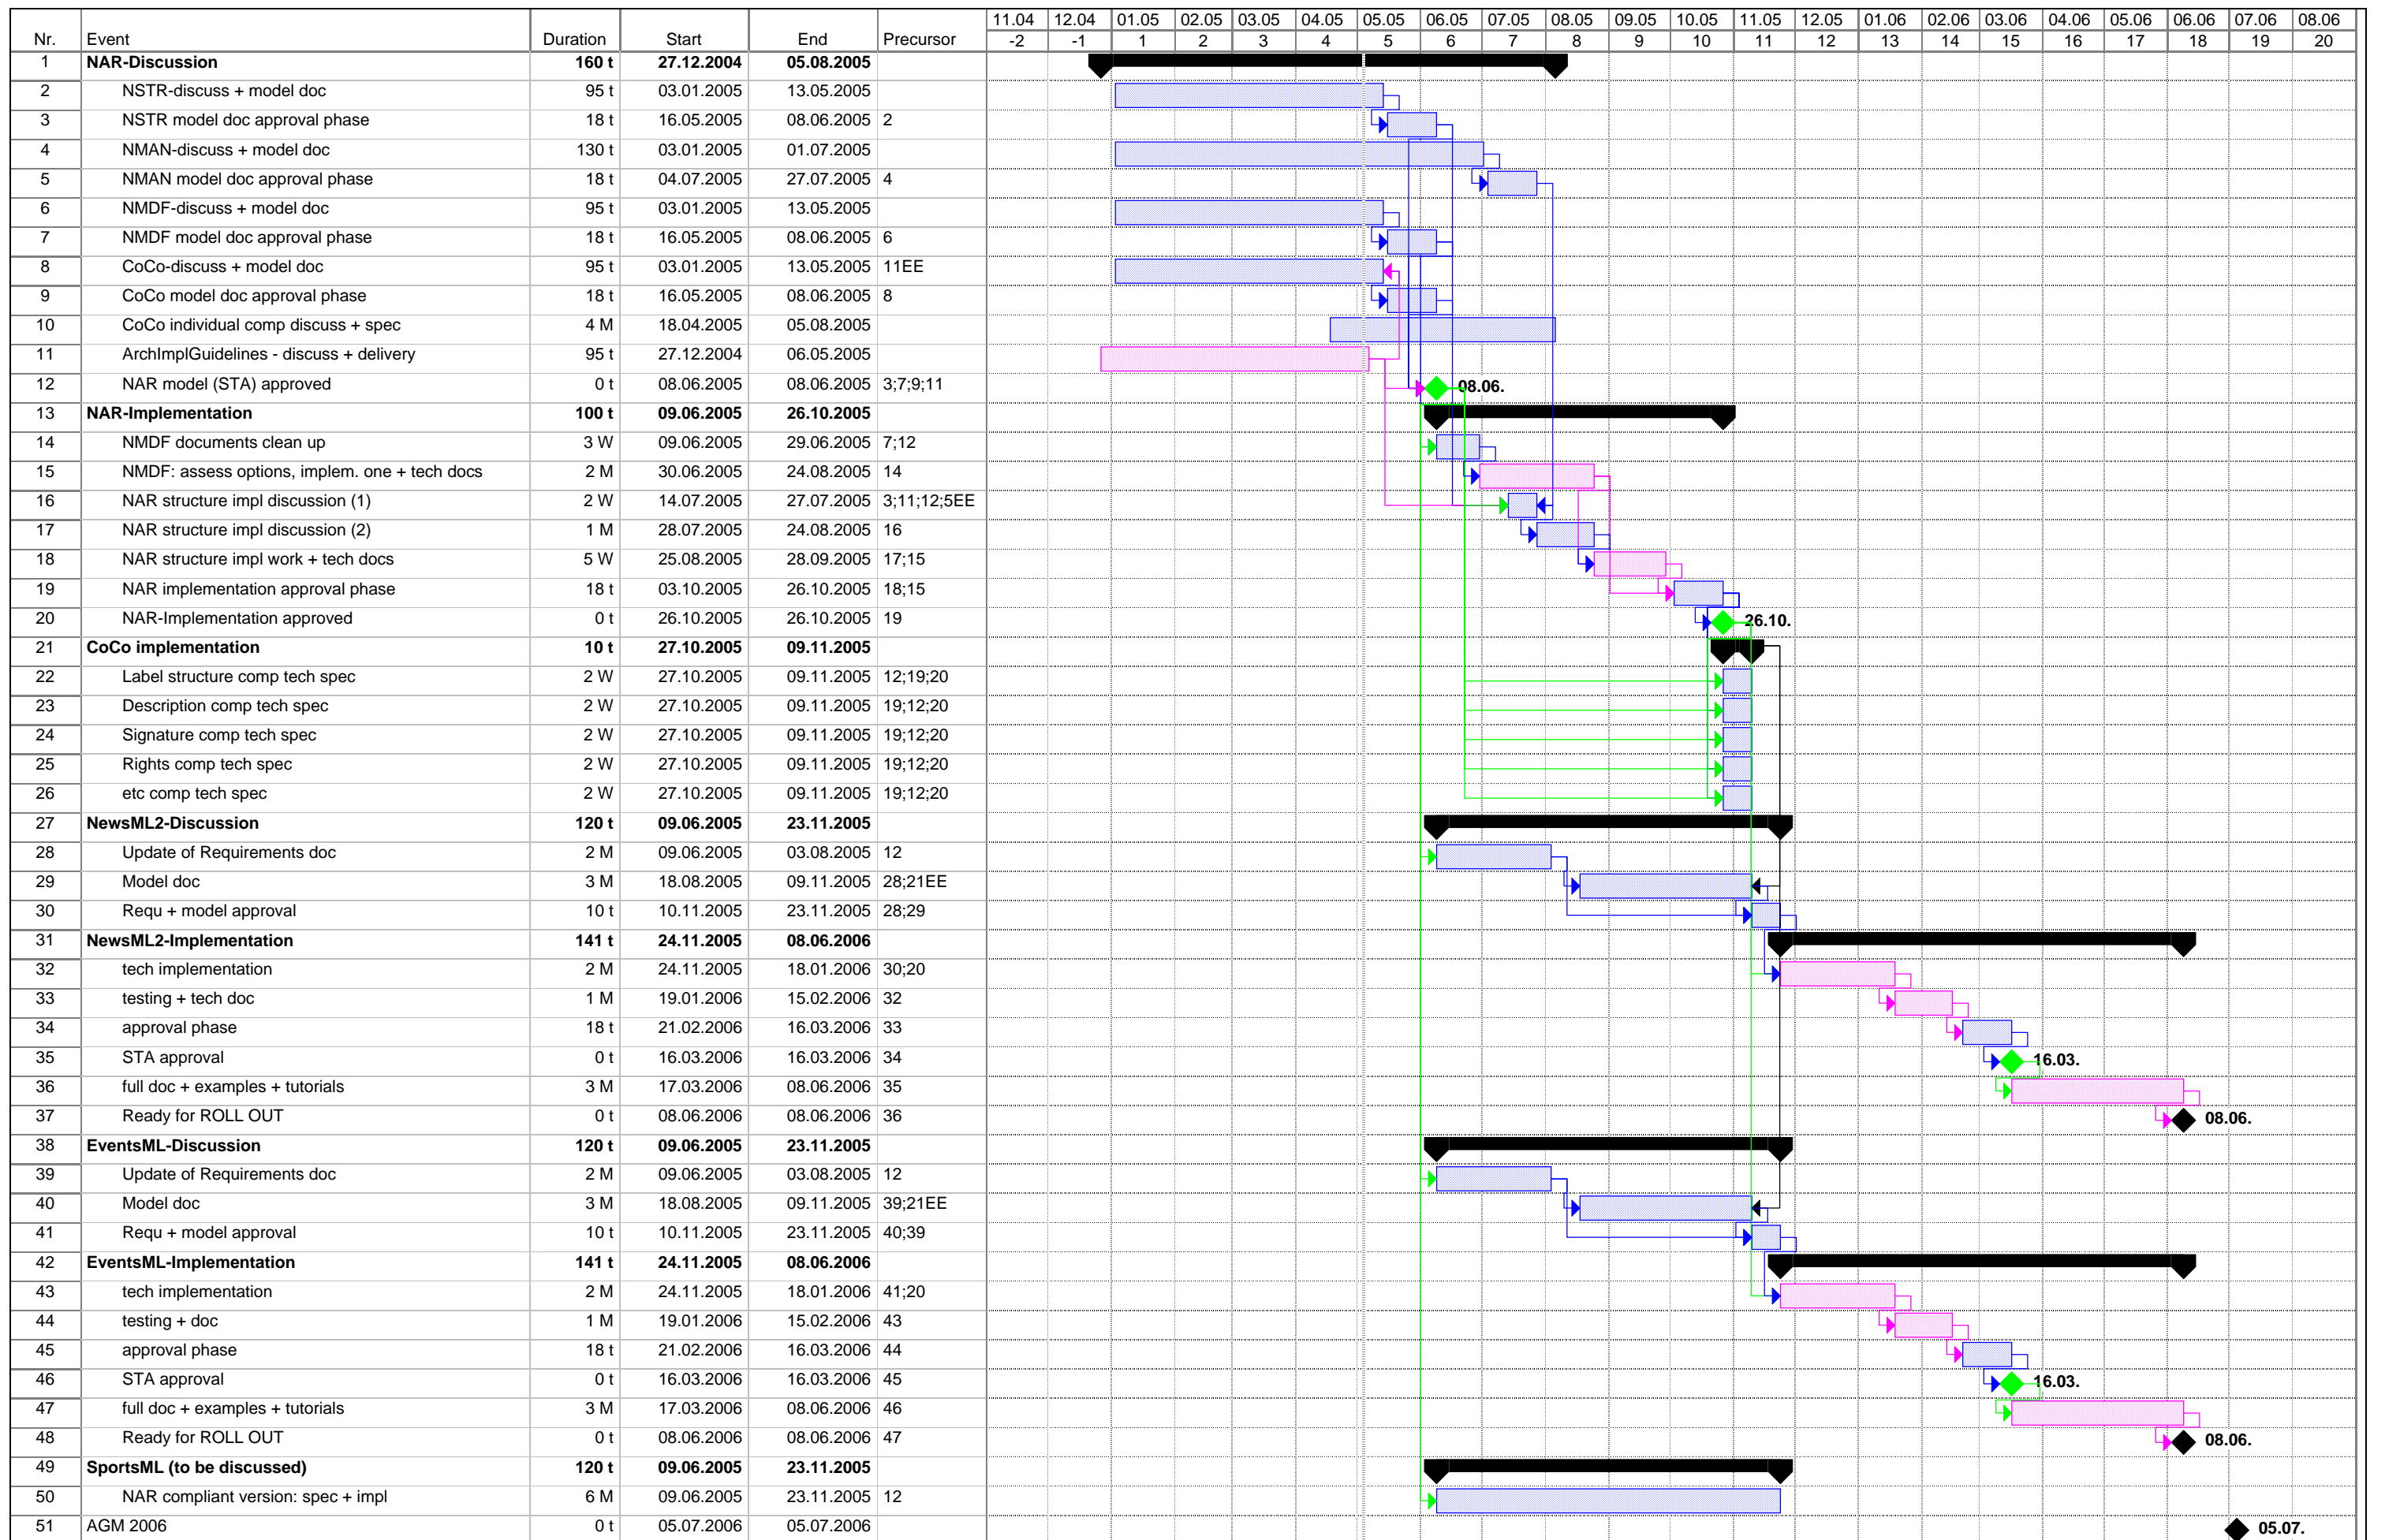 11.04 12.04 01.05 02.05 03.05 04.05 05.05 06.05 07.05 08.05 09.05 10.05 11.05 12.05 01.06 02.06 03.06 04.06 05.06 06.06 07.06 08.06
Nr. Event Duration Start End Precursor -2 -1 1 2 3 4 5 6 7 8 9 10 11 12 13 14 15 16 17 18 19 20
1 NAR-Discussion 160 t 27.12.2004 05.08.2005
2 NSTR-discuss + model doc 95 t 03.01.2005 13.05.2005
3 NSTR model doc approval phase 18 t 16.05.2005 08.06.2005 2
4 NMAN-discuss + model doc 130 t 03.01.2005 01.07.2005
5 NMAN model doc approval phase 18 t 04.07.2005 27.07.2005 4
6 NMDF-discuss + model doc 95 t 03.01.2005 13.05.2005
7 NMDF model doc approval phase 18 t 16.05.2005 08.06.2005 6
8 CoCo-discuss + model doc 95 t 03.01.2005 13.05.2005 11EE
9 CoCo model doc approval phase 18 t 16.05.2005 08.06.2005 8
10 CoCo individual comp discuss + spec 4 M 18.04.2005 05.08.2005
11 ArchImplGuidelines - discuss + delivery 95 t 27.12.2004 06.05.2005
12 NAR model (STA) approved 0 t 08.06.2005 08.06.2005 3;7;9;11 08.06.
13 NAR-Implementation 100 t 09.06.2005 26.10.2005
14 NMDF documents clean up 3 W 09.06.2005 29.06.2005 7;12
15 NMDF: assess options, implem. one + tech docs 2 M 30.06.2005 24.08.2005 14
16 NAR structure impl discussion (1) 2 W 14.07.2005 27.07.2005 3;11;12;5EE
17 NAR structure impl discussion (2) 1 M 28.07.2005 24.08.2005 16
18 NAR structure impl work + tech docs 5 W 25.08.2005 28.09.2005 17;15
19 NAR implementation approval phase 18 t 03.10.2005 26.10.2005 18;15
20 NAR-Implementation approved 0 t 26.10.2005 26.10.2005 19 26.10.
21 CoCo implementation 10 t 27.10.2005 09.11.2005
22 Label structure comp tech spec 2 W 27.10.2005 09.11.2005 12;19;20
23 Description comp tech spec 2 W 27.10.2005 09.11.2005 19;12;20
24 Signature comp tech spec 2 W 27.10.2005 09.11.2005 19;12;20
25 Rights comp tech spec 2 W 27.10.2005 09.11.2005 19;12;20
26 etc comp tech spec 2 W 27.10.2005 09.11.2005 19;12;20
27 NewsML2-Discussion 120 t 09.06.2005 23.11.2005
28 Update of Requirements doc 2 M 09.06.2005 03.08.2005 12
29 Model doc 3 M 18.08.2005 09.11.2005 28;21EE
30 Requ + model approval 10 t 10.11.2005 23.11.2005 28;29
31 NewsML2-Implementation 141 t 24.11.2005 08.06.2006
32 tech implementation 2 M 24.11.2005 18.01.2006 30;20
33 testing + tech doc 1 M 19.01.2006 15.02.2006 32
34 approval phase 18 t 21.02.2006 16.03.2006 33
35 STA approval 0 t 16.03.2006 16.03.2006 34 16.03.
36 full doc + examples + tutorials 3 M 17.03.2006 08.06.2006 35
37 Ready for ROLL OUT 0 t 08.06.2006 08.06.2006 36 08.06.
38 EventsML-Discussion 120 t 09.06.2005 23.11.2005
39 Update of Requirements doc 2 M 09.06.2005 03.08.2005 12
40 Model doc 3 M 18.08.2005 09.11.2005 39;21EE
41 Requ + model approval 10 t 10.11.2005 23.11.2005 40;39
42 EventsML-Implementation 141 t 24.11.2005 08.06.2006
43 tech implementation 2 M 24.11.2005 18.01.2006 41;20
44 testing + doc 1 M 19.01.2006 15.02.2006 43
45 approval phase 18 t 21.02.2006 16.03.2006 44
46 STA approval 0 t 16.03.2006 16.03.2006 45 16.03.
47 full doc + examples + tutorials 3 M 17.03.2006 08.06.2006 46
48 Ready for ROLL OUT 0 t 08.06.2006 08.06.2006 47 08.06.
49 SportsML (to be discussed) 120 t 09.06.2005 23.11.2005
50 NAR compliant version: spec + impl 6 M 09.06.2005 23.11.2005 12
51 AGM 2006 0 t 05.07.2006 05.07.2006 05.07.